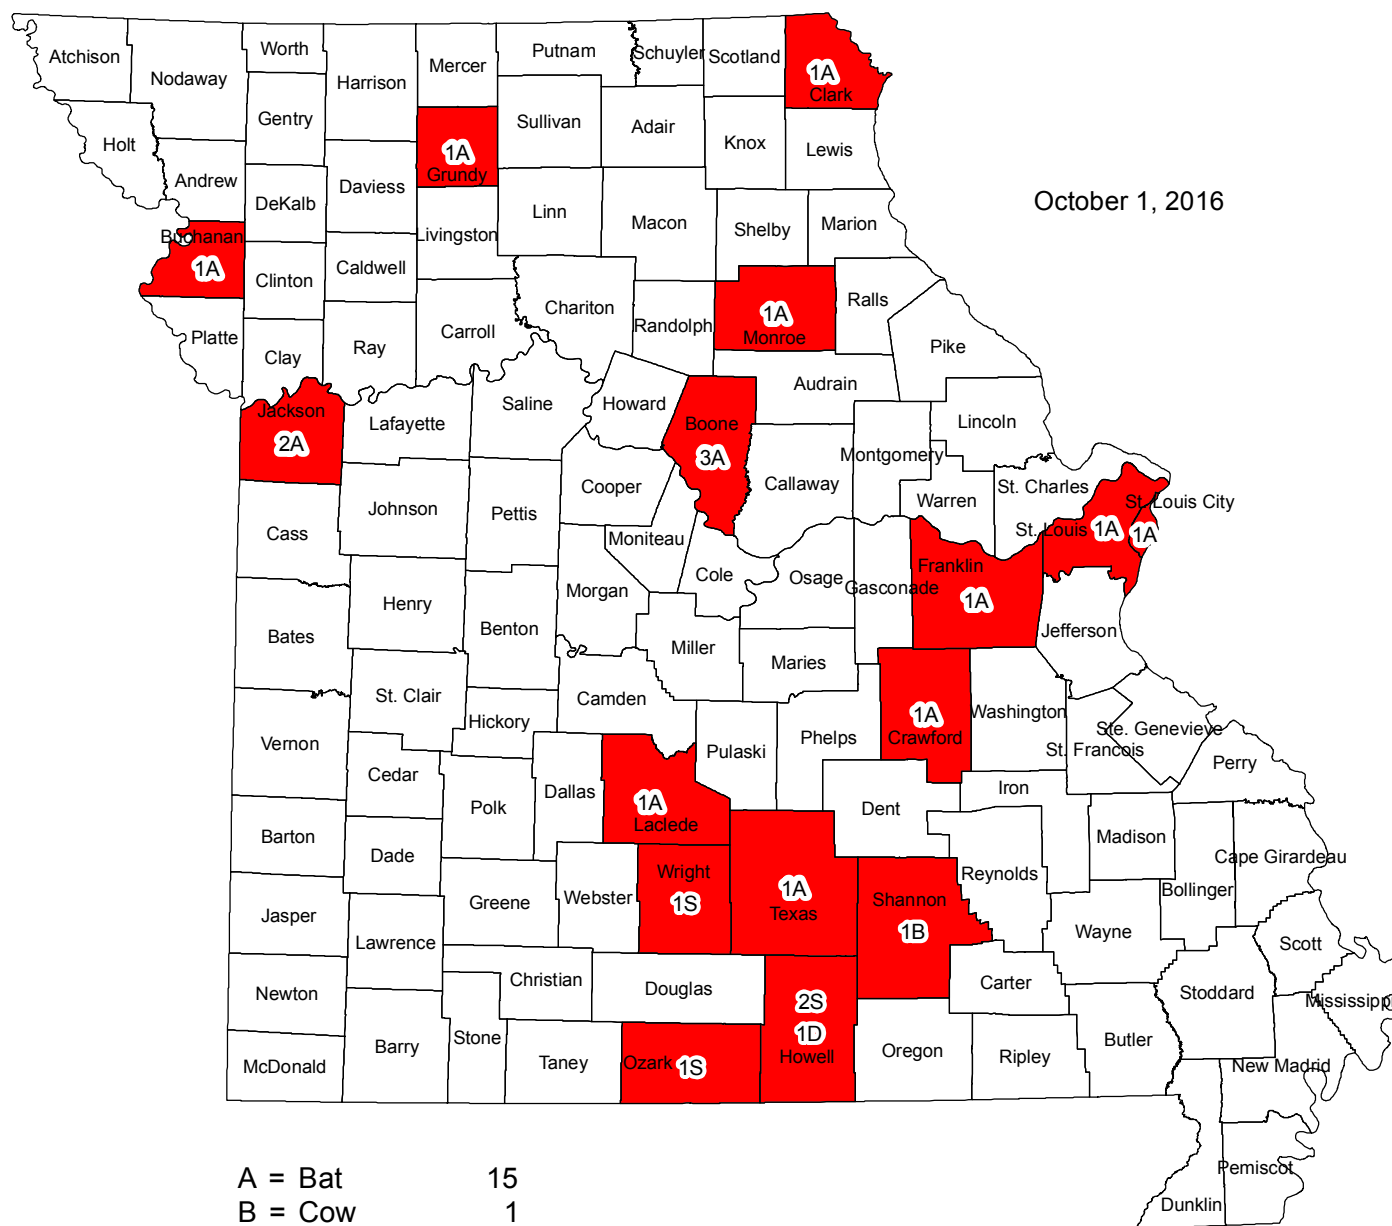 Atchison
Nodaway
Worth
Harrison
Mercer
Putnam
Schuyler
Scotland
1A
Clark
Holt
Gentry
Sullivan
Adair
Knox
Lewis
Andrew
DeKalb
Daviess
1A
Grundy
October 1, 2016
Linn
Macon
Shelby
Marion
Buchanan
1A
Clinton
Caldwell
Livingston
Chariton
Randolph
1A
Monroe
Ralls
Platte
Clay
Ray
Carroll
Pike
Audrain
Jackson
2A
Lafayette
Saline
Howard
Boone
3A
Callaway
Montgomery
Lincoln
Warren
St. Charles
St. Louis
1A
St. Louis City
1A
Cass
Johnson
Pettis
Cooper
Moniteau
Cole
Osage
Gasconade
Franklin
1A
Jefferson
Bates
Henry
Benton
Morgan
Miller
Maries
Vernon
St. Clair
Hickory
Camden
Pulaski
Phelps
1A
Crawford
Washington
St. Francois
Ste. Genevieve
Perry
Cedar
Polk
Dallas
1A
Laclede
Dent
Iron
Madison
Barton
Dade
Greene
Webster
Wright
1S
1A
Texas
Shannon
1B
Reynolds
Bollinger
Cape Girardeau
Jasper
Lawrence
Christian
Douglas
Wayne
Scott
Newton
Barry
Stone
Taney
Ozark
1S
2S
1D
Howell
Oregon
Carter
Ripley
Butler
Stoddard
Mississippi
McDonald
New Madrid
Pemiscot
Dunklin
A = Bat 15
B = Cow 1